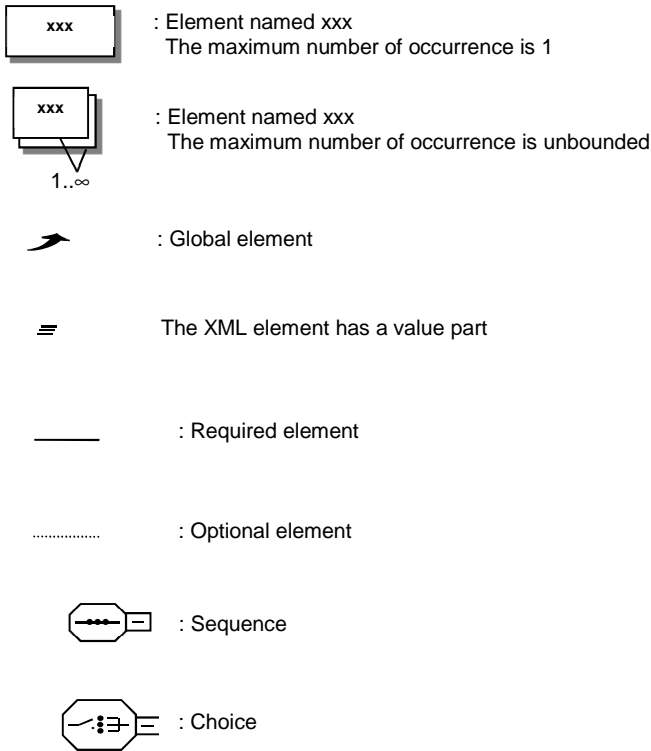 xxx
: Element named xxx
The maximum number of occurrence is 1
xxx
: Element named xxx
The maximum number of occurrence is unbounded
1..∞
: Global element
The XML element has a value part
: Required element
: Optional element
: Sequence
: Choice